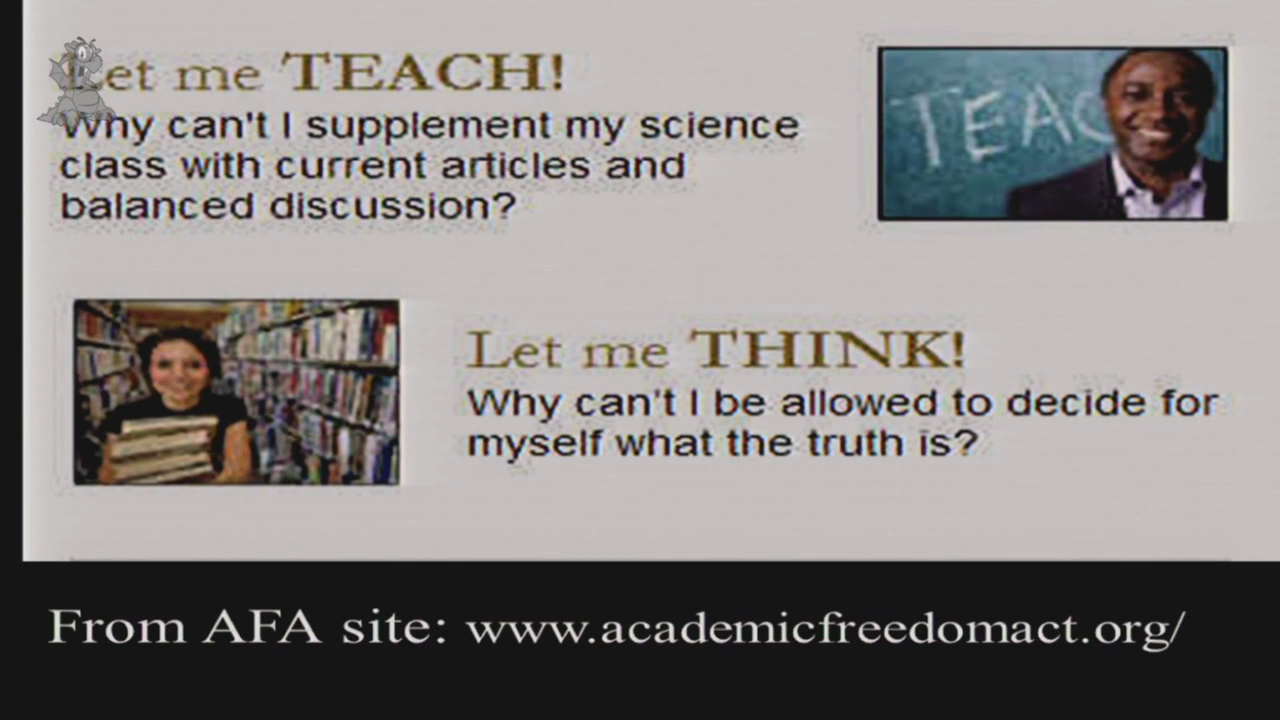 Let me TEACH!
Why can't I supplement my science
class with current articles and
balanced discussion?
TEAC
Let me THINK!
Why can't I be allowed to decide for
myself what the truth is?
From AFA site: www.academicfreedomact.org/